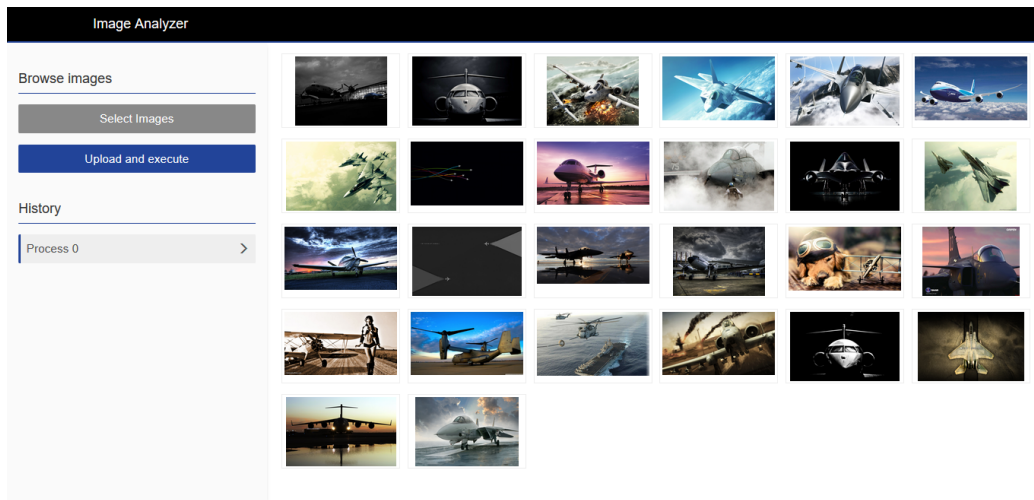 Image Analyzer
Browse images
Select Images
Upload and execute
History
Process 0